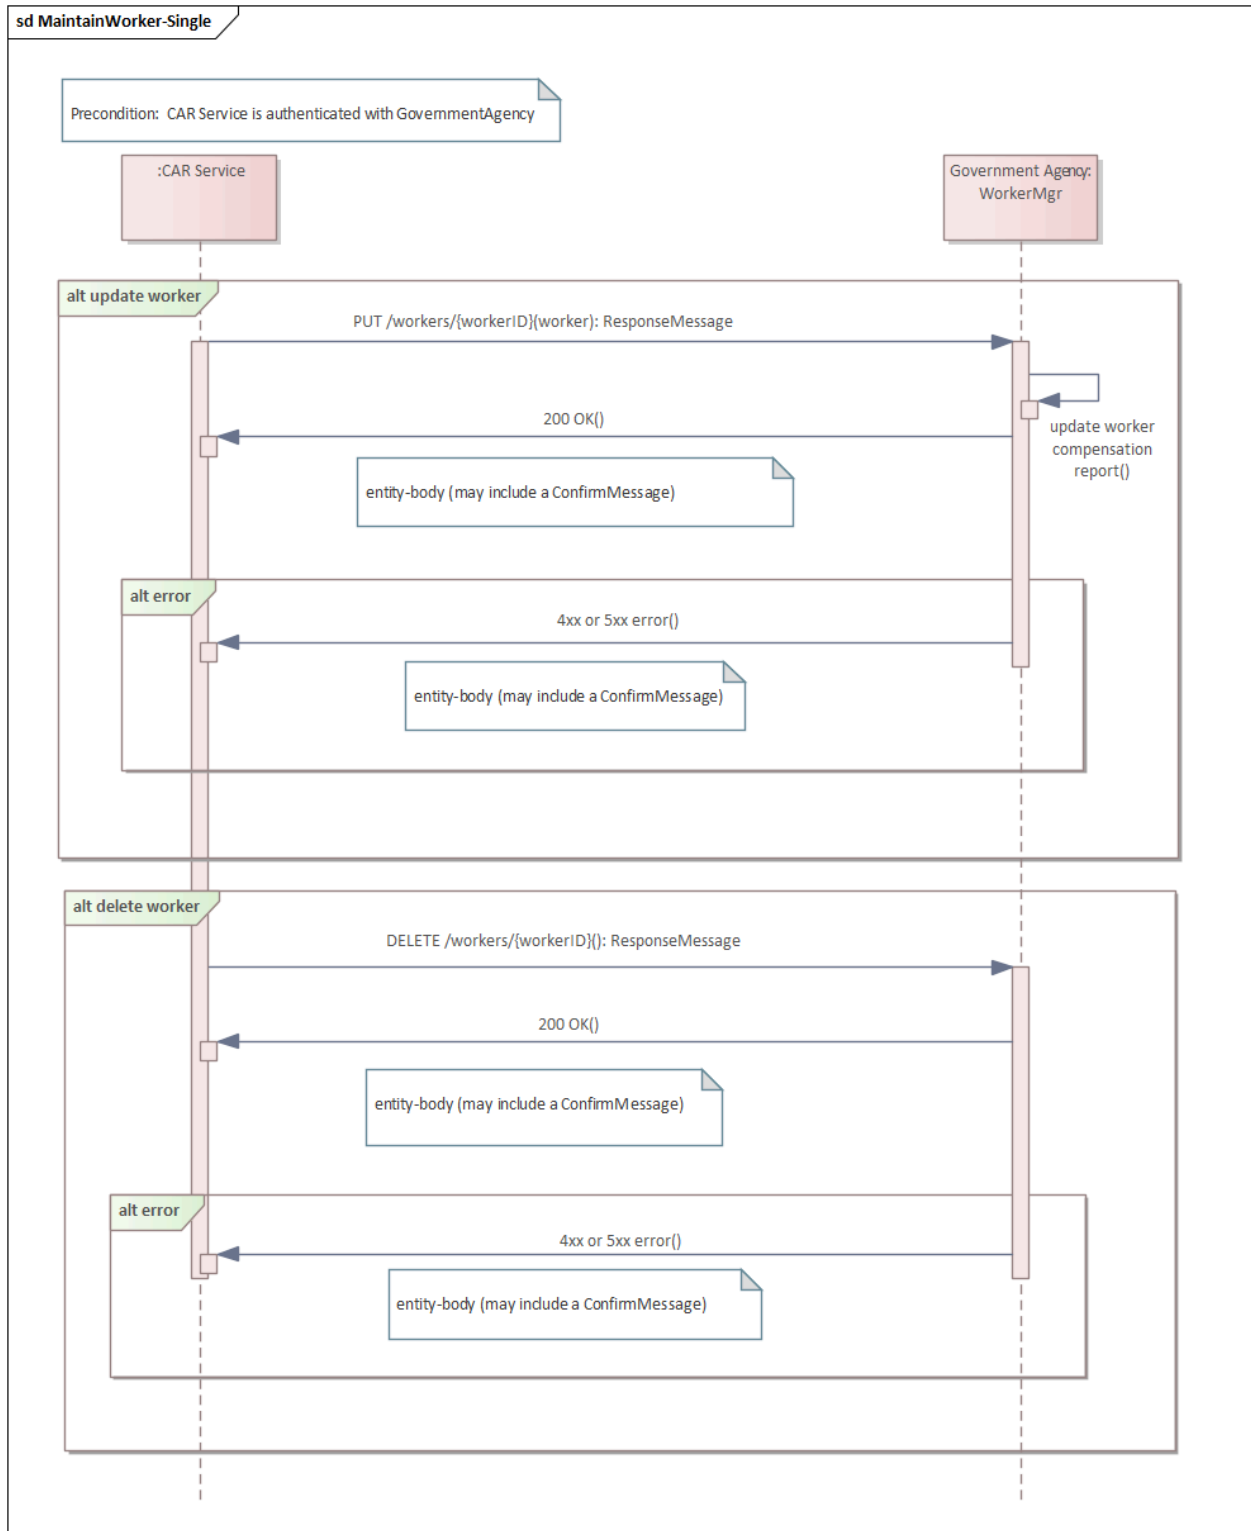 sd MaintainWorker-Single
Precondition:  CAR Service is authenticated with GovernmentAgency
:CAR Service
Government Agency:
WorkerMgr
alt update worker
PUT /workers/{workerID}(worker): ResponseMessage
200 OK()
update worker
compensation
report()
entity-body (may include a ConfirmMessage)
alt error
4xx or 5xx error()
entity-body (may include a ConfirmMessage)
alt delete worker
DELETE /workers/{workerID}(): ResponseMessage
200 OK()
entity-body (may include a ConfirmMessage)
alt error
4xx or 5xx error()
entity-body (may include a ConfirmMessage)